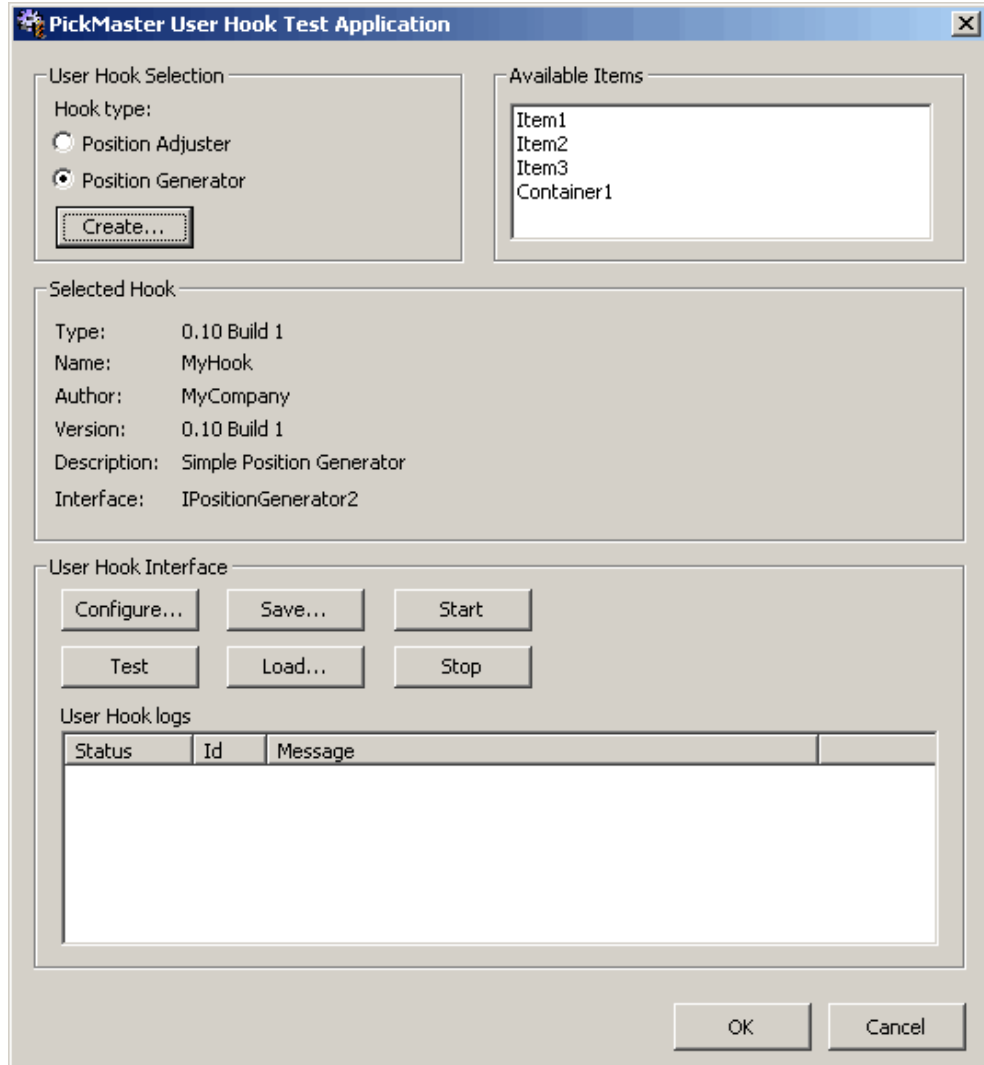 PickMaster User Hook Test Application
User Hook Selection
Hook type:
Position Adjuster
Position Generator
Create...
Available Items
Item1
Item2
Item3
Container1
Selected Hook
Type: 0.10 Build 1
Name: MyHook
Author: MyCompany
Version: 0.10 Build 1
Description: Simple Position Generator
Interface: IPositionGenerator2
User Hook Interface
Configure... Save... Start
Test Load... Stop
User Hook logs
Status Id Message
OK Cancel